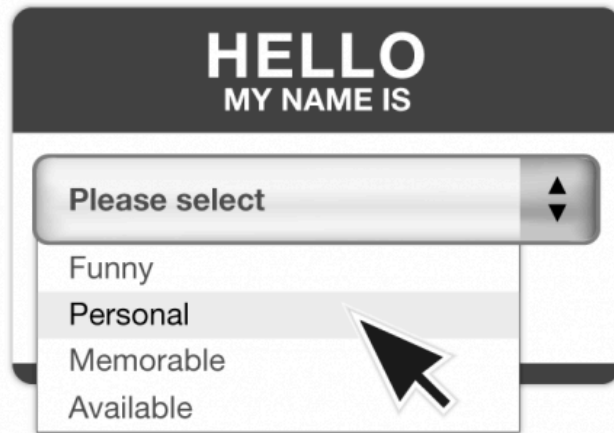 HELLO
MY NAME IS
Please select
Funny
Personal
Memorable
Available